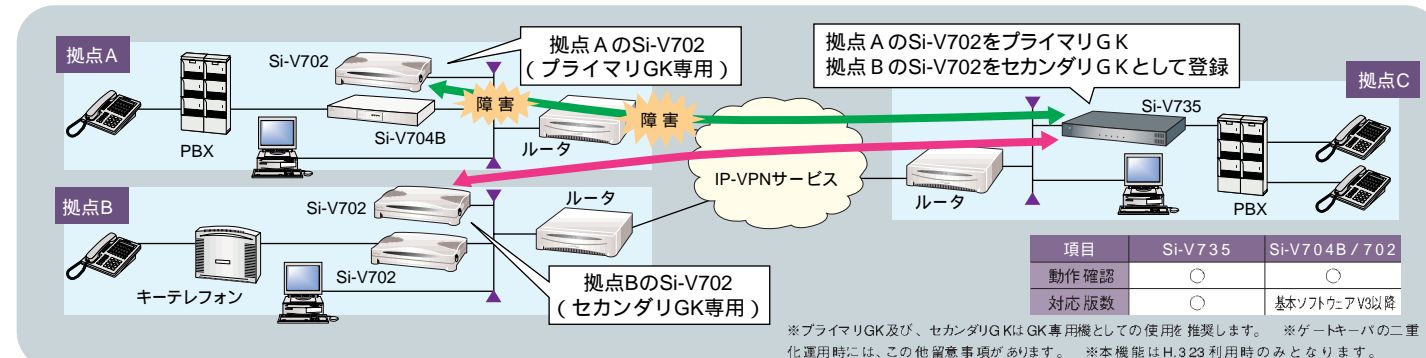 拠点A
Si-V702
PBX
Si-V704B
ルータ
障害
障害
拠点AのSi-V702
(プライマリGK専用)
拠点AのSi-V702をプライマリGK
拠点BのSi-V702をセカンダリGKとして登録
拠点C
Si-V735
ルータ
PBX
IP-VPNサービス
拠点B
Si-V702
ルータ
Si-V702
キーテレフォン
拠点BのSi-V702
(セカンダリGK専用)
項目 Si-V735 Si-V704B/702
動作確認 ○ ○
対応版数 ○ 基本ソフトウェアV3以降
※プライマリGK及び、セカンダリGKはGK専用機としての使用を推奨します。 ※ゲートキーパの二重
化運用時には、この他留意事項があります。 ※本機能はH.323利用時のみとなります。